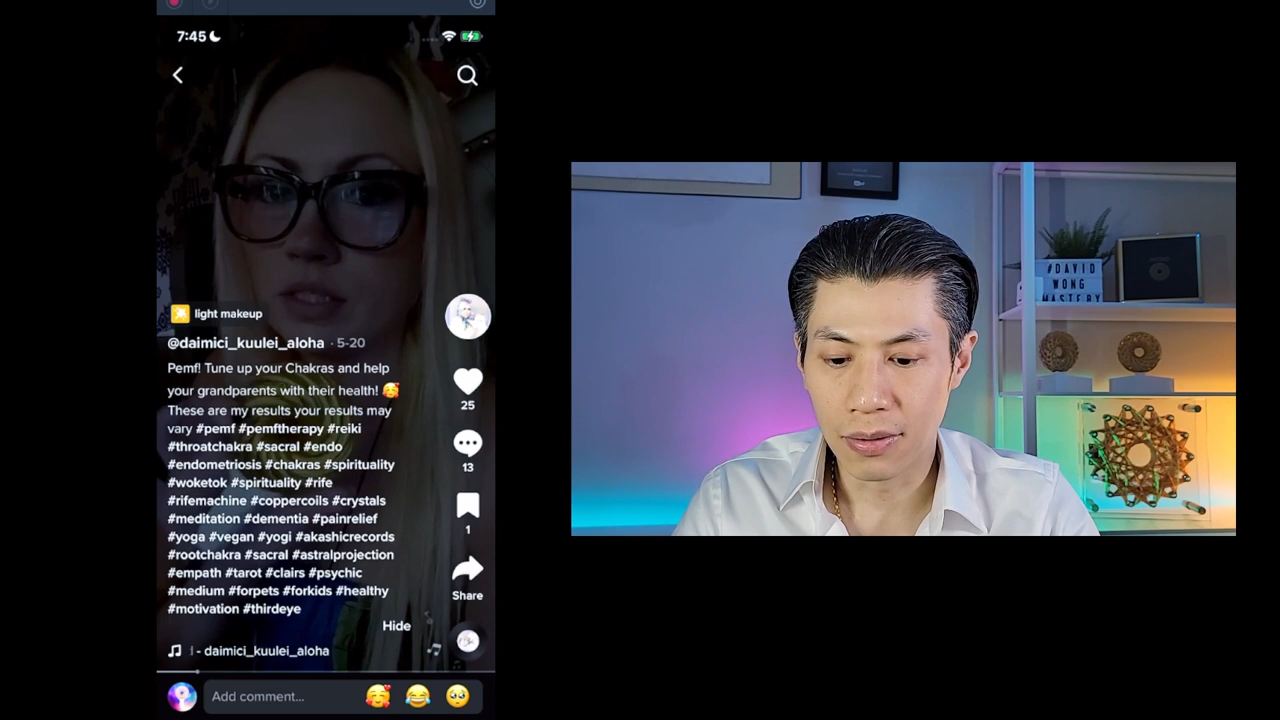 7:45
light makeup
@daimici_kuulei_aloha · 5-20
Pemf! Tune up your Chakras and help
your grandparents with their health! 🥰
These are my results your results may
vary #pemf #pemftherapy #reiki
#throatchakra #sacral #endo
#endometriosis #chakras #spirituality
#woketok #spirituality #rife
#rifemachine #coppercoils #crystals
#meditation #dementia #painrelief
#yoga #vegan #yogi #akashicrecords
#rootchakra #sacral #astralprojection
#empath #tarot #clairs #psychic
#medium #forpets #forkids #healthy
#motivation #thirdeye
Hide
- daimici_kuulei_aloha
25
13
1
Share
Add comment...
#DAVID
WONG
MASTERY